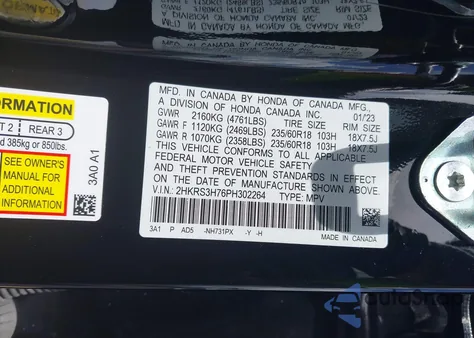 ORMATION
T 2 REAR 3
d 385kg or 850lbs.
SEE OWNER'S
MANUAL FOR
ADDITIONAL
INFORMATION
3A0 A1
MFD. IN CANADA BY HONDA OF CANADA MFG.,
A DIVISION OF HONDA CANADA INC. 01/23
GVWR 2160KG (4761LBS) TIRE SIZE RIM SIZE
GAWR F 1120KG (2469LBS) 235/60R18 103H 18X7.5J
GAWR R 1070KG (2358LBS) 235/60R18 103H 18X7.5J
THIS VEHICLE CONFORMS TO ALL APPLICABLE
FEDERAL MOTOR VEHICLE SAFETY
AND THEFT PREVENTION STANDARDS IN EFFECT
ON THE DATE OF MANUFACTURE SHOWN ABOVE.
V.I.N.: 2HKRS3H76PH302264 TYPE: MPV
3A1 P AD5 -NH731PX -Y -H
MADE IN CANADA
AutoSnap